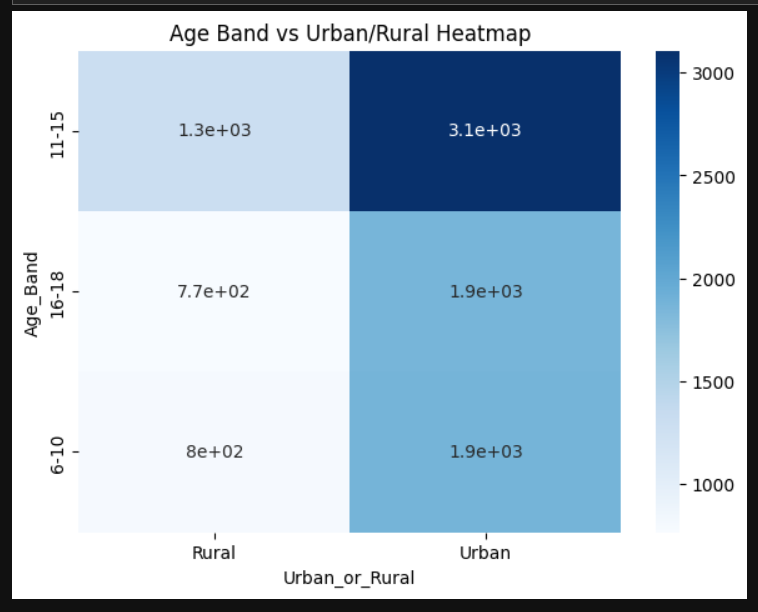 Age Band vs Urban/Rural Heatmap
11-15
1.3e+03
3.1e+03
16-18
7.7e+02
1.9e+03
6-10
8e+02
1.9e+03
Age_Band
Rural
Urban
Urban_or_Rural
3000
2500
2000
1500
1000